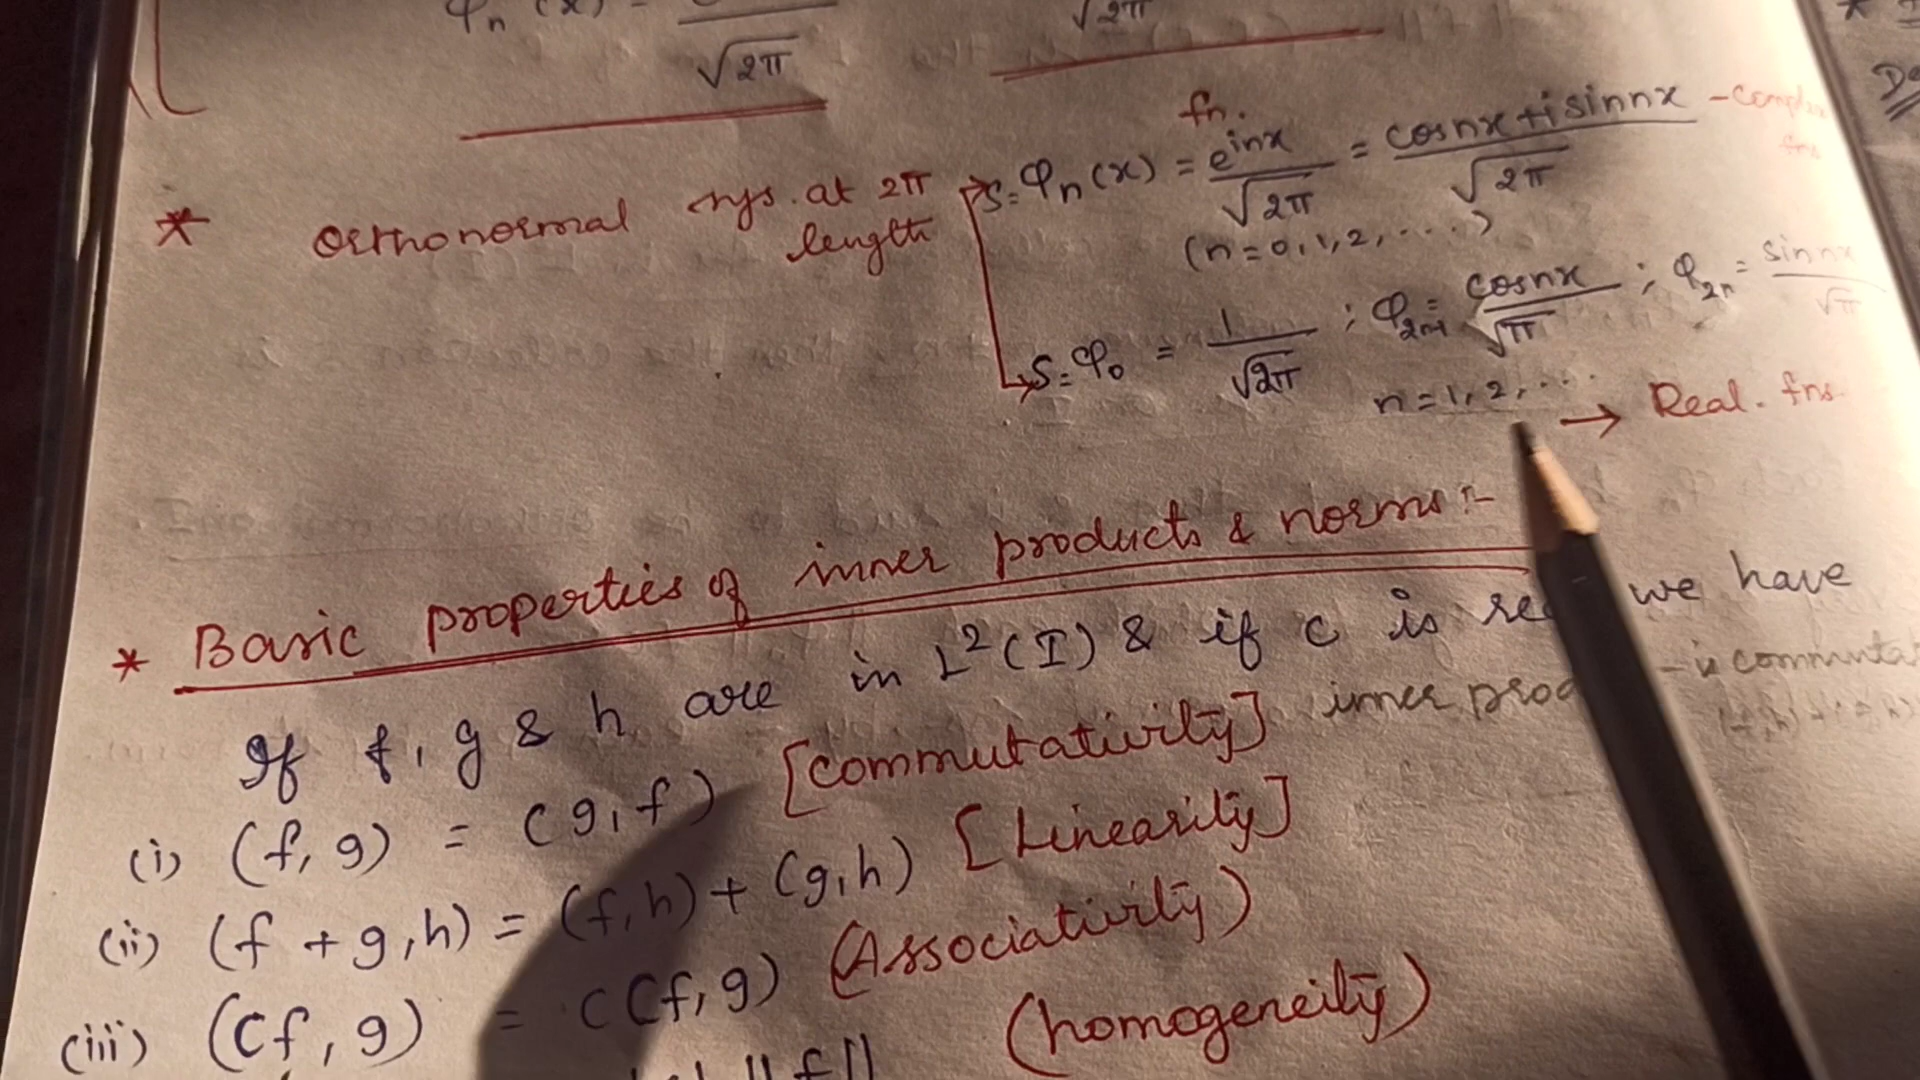 φn(x) =
√2π
√2π
* Orthonormal sys. at 2π length
fn.
S: φn(x) = e^inx / √2π = cosnx + i sinnx / √2π
(n=0,1,2,....)
S: φ0 = 1/√2π ; φ2n-1 = cosnx/√π ; φ2n = sinnx/√π
n=1,2,...
→ Real. fns.
* Basic properties of inner products & norms :-
If f, g & h are in L²(I) & if c is we have
(i) (f, g) = (g, f) [commutativity] inner
(ii) (f + g, h) = (f, h) + (g, h) [Linearity]
(iii) (cf, g) = c(f, g) (Associativity)
||f|| (homogeneity)